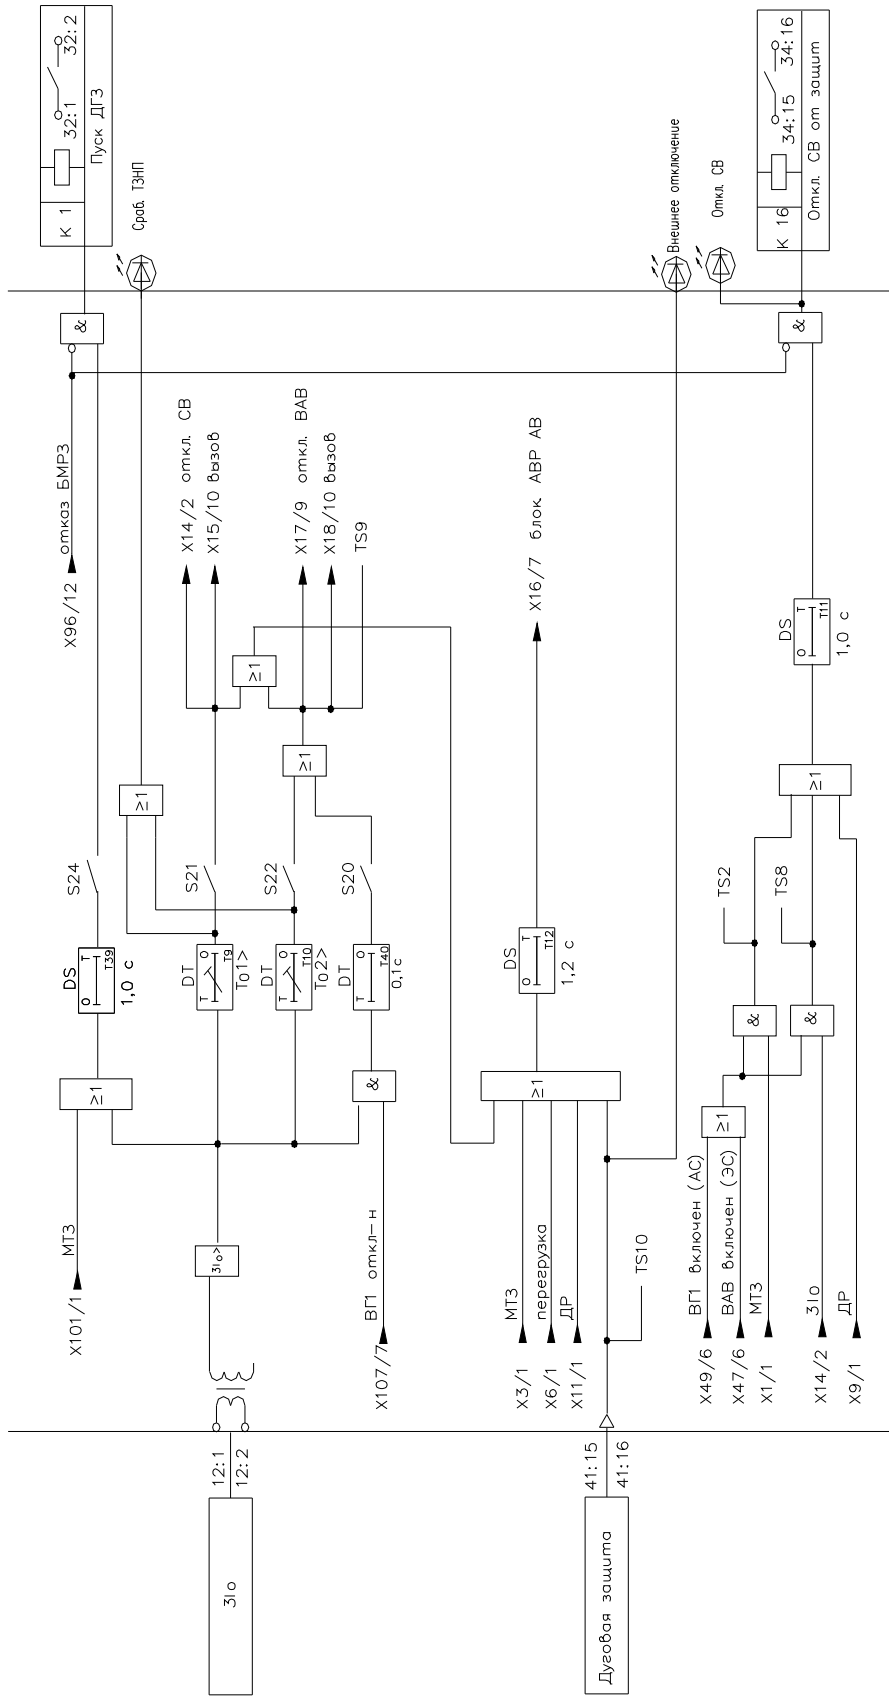 К 1
32:1
32:2
Пуск ДГЗ
&
отказ БМРЗ
X96/12
S24
DS
O T
T39
1,0 с
≥1
МТЗ
X101/1
Сраб. ТЗНП
≥1
X14/2 откл. СВ
X15/10 вызов
≥1
X17/9 откл. ВАВ
X18/10 вызов
TS9
≥1
S21
S22
S20
DT
T O
T9
To1>
DT
T O
T10
To2>
DT
T O
T40
0,1с
&
ВГ1 откл-н
X107/7
3Io>
12:1
12:2
3Io
X16/7 блок. АВР АВ
DS
O T
T12
1,2 с
≥1
МТЗ
X3/1
перегрузка
X6/1
ДР
X11/1
TS10
41:15
41:16
Дуговая защита
Внешнее отключение
Откл. СВ
К 16
34:15
34:16
Откл. СВ от защит
&
DS
O T
T11
1,0 с
≥1
TS2
TS8
&
&
≥1
ВГ1 включен (АС)
X49/6
ВАВ включен (ЭС)
X47/6
МТЗ
X1/1
3Io
X14/2
ДР
X9/1